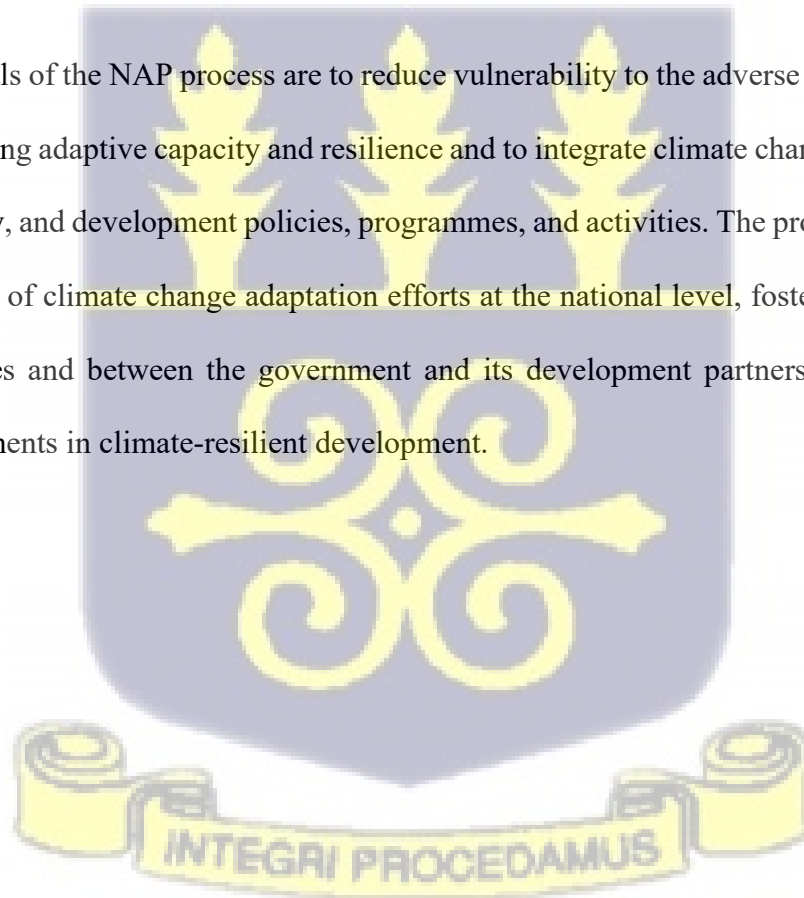 ls of the NAP process are to reduce vulnerability to the adverse
ng adaptive capacity and resilience and to integrate climate chan
, and development policies, programmes, and activities. The pro
of climate change adaptation efforts at the national level, foste
es and between the government and its development partners
nents in climate-resilient development.
INTEGRI PROCEDAMUS